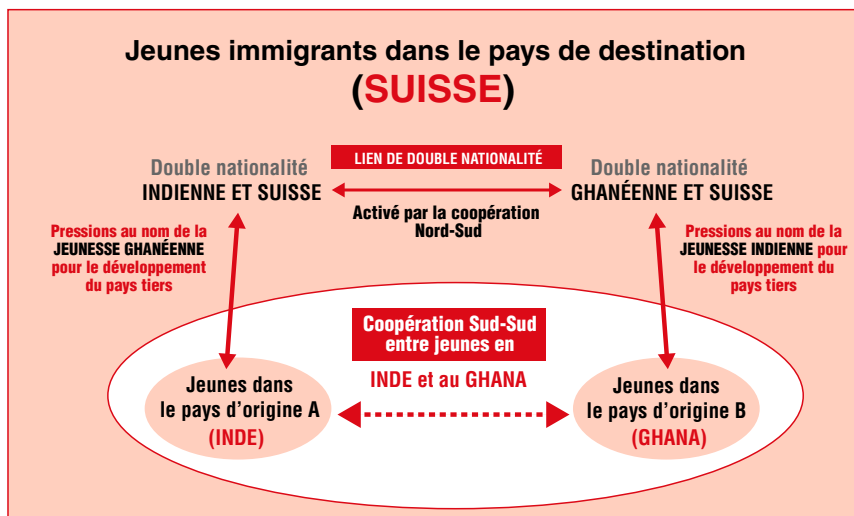 Jeunes immigrants dans le pays de destination
(SUISSE)
LIEN DE DOUBLE NATIONALITÉ
Double nationalité
INDIENNE ET SUISSE
Double nationalité
GHANÉENNE ET SUISSE
Activé par la coopération
Nord-Sud
Pressions au nom de la
JEUNESSE GHANÉENNE
pour le développement
du pays tiers
Pressions au nom de la
JEUNESSE INDIENNE pour
le développement du
pays tiers
Coopération Sud-Sud
entre jeunes en
INDE et au GHANA
Jeunes dans
le pays d'origine A
(INDE)
Jeunes dans
le pays d'origine B
(GHANA)